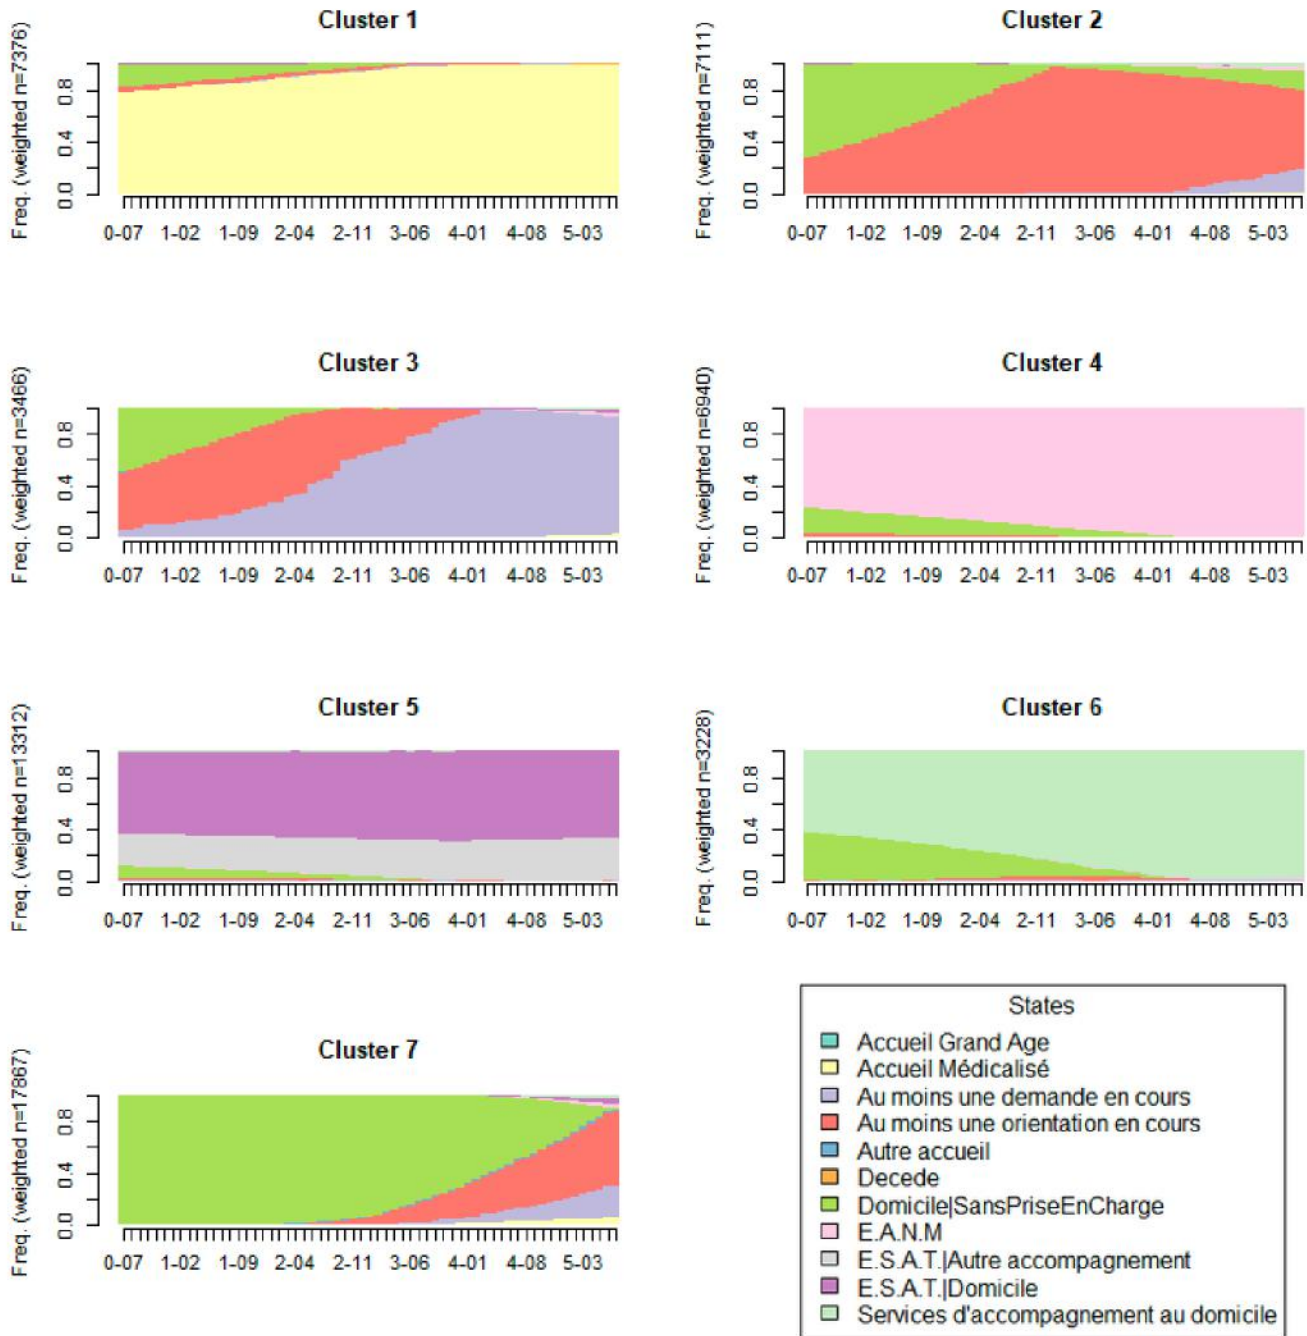 Cluster 1
Freq. (weighted n=7376)
0.0 0.4 0.8
0-07 1-02 1-09 2-04 2-11 3-06 4-01 4-08 5-03
Cluster 2
Freq. (weighted n=7111)
0.0 0.4 0.8
0-07 1-02 1-09 2-04 2-11 3-06 4-01 4-08 5-03
Cluster 3
Freq. (weighted n=3466)
0.0 0.4 0.8
0-07 1-02 1-09 2-04 2-11 3-06 4-01 4-08 5-03
Cluster 4
Freq. (weighted n=6940)
0.0 0.4 0.8
0-07 1-02 1-09 2-04 2-11 3-06 4-01 4-08 5-03
Cluster 5
Freq. (weighted n=13312)
0.0 0.4 0.8
0-07 1-02 1-09 2-04 2-11 3-06 4-01 4-08 5-03
Cluster 6
Freq. (weighted n=3228)
0.0 0.4 0.8
0-07 1-02 1-09 2-04 2-11 3-06 4-01 4-08 5-03
Cluster 7
Freq. (weighted n=17867)
0.0 0.4 0.8
0-07 1-02 1-09 2-04 2-11 3-06 4-01 4-08 5-03
States
Accueil Grand Age
Accueil Médicalisé
Au moins une demande en cours
Au moins une orientation en cours
Autre accueil
Decede
Domicile|SansPriseEnCharge
E.A.N.M
E.S.A.T.|Autre accompagnement
E.S.A.T.|Domicile
Services d'accompagnement au domicile